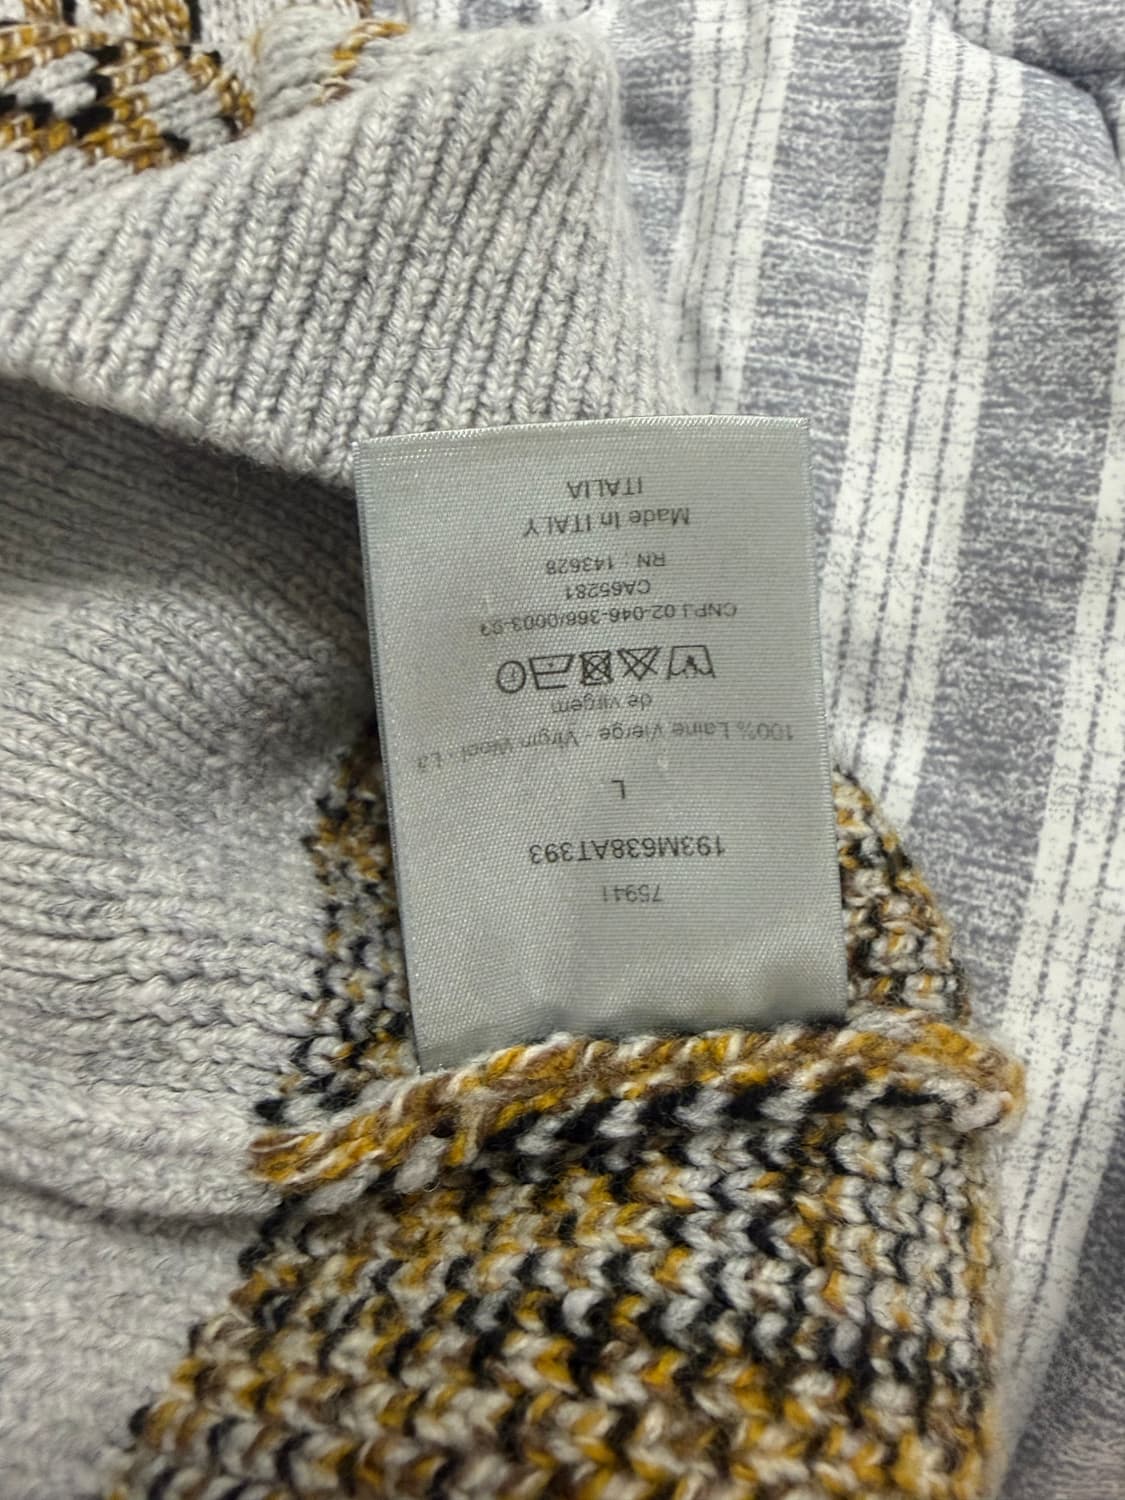 75941
193M638AT393
L
100% Laine Vierge - Virgin Wool - Lã
de virgem
CNPJ 02-046-366/0003-93
CA65281
RN : 143628
Made In ITALY
ITALIA